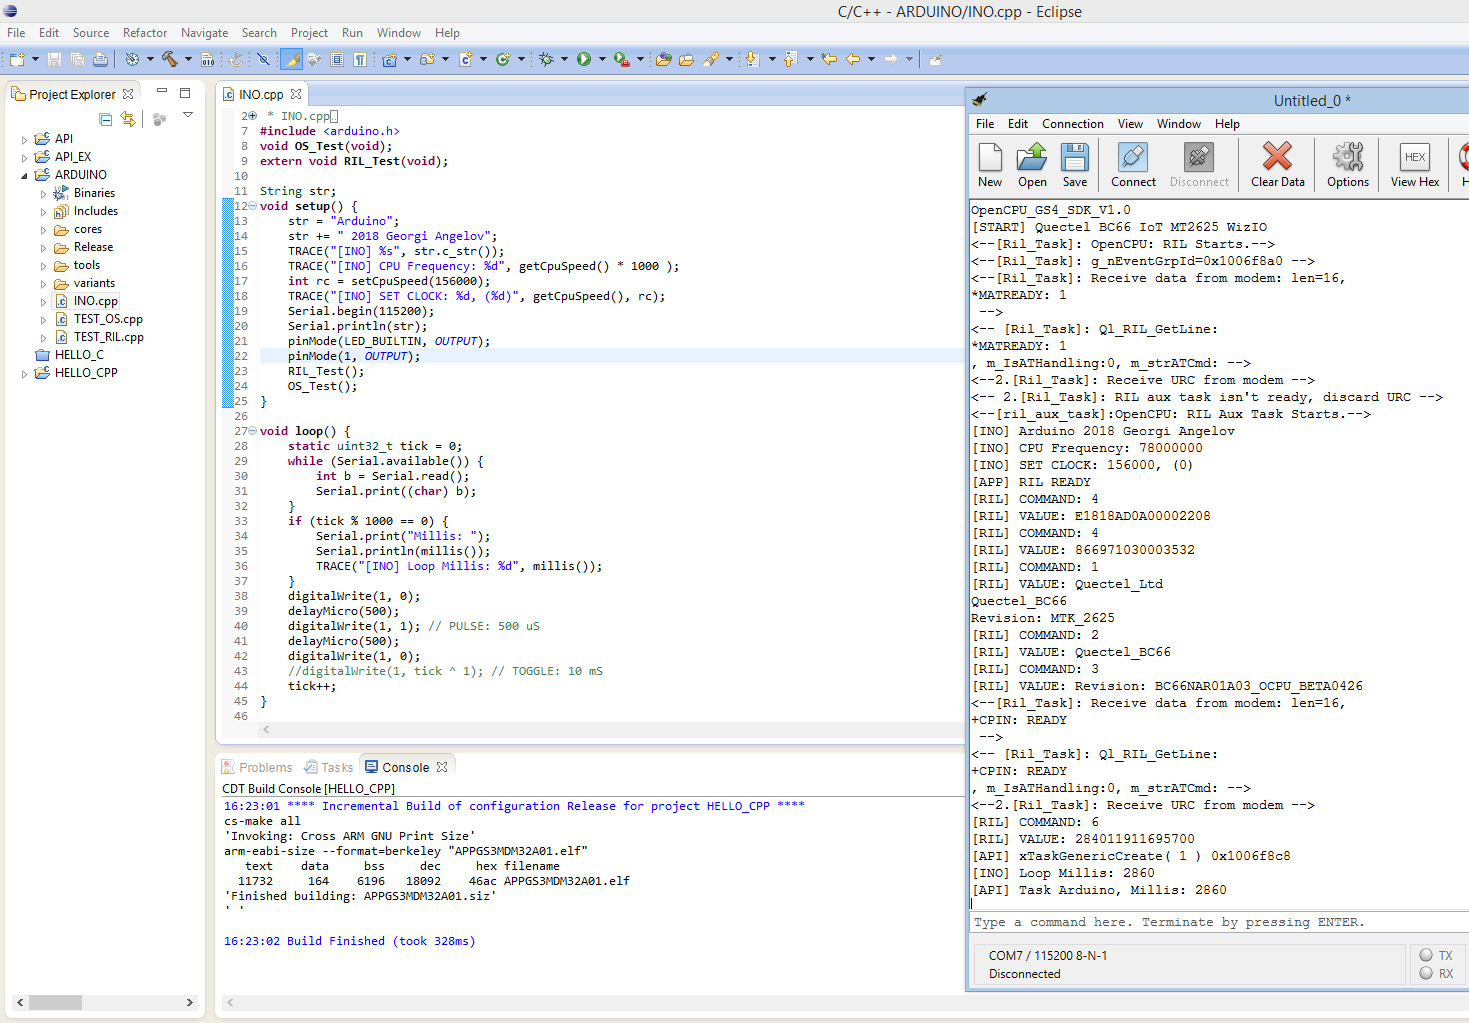 C/C++ - ARDUINO/INO.cpp - Eclipse
File Edit Source Refactor Navigate Search Project Run Window Help
Project Explorer
API
API_EX
ARDUINO
Binaries
Includes
cores
Release
tools
variants
INO.cpp
TEST_OS.cpp
TEST_RIL.cpp
HELLO_C
HELLO_CPP
INO.cpp
2 * INO.cpp
7 #include <arduino.h>
8 void OS_Test(void);
9 extern void RIL_Test(void);
10
11 String str;
12 void setup() {
13 str = "Arduino";
14 str += " 2018 Georgi Angelov";
15 TRACE("[INO] %s", str.c_str());
16 TRACE("[INO] CPU Frequency: %d", getCpuSpeed() * 1000 );
17 int rc = setCpuSpeed(156000);
18 TRACE("[INO] SET CLOCK: %d, (%d)", getCpuSpeed(), rc);
19 Serial.begin(115200);
20 Serial.println(str);
21 pinMode(LED_BUILTIN, OUTPUT);
22 pinMode(1, OUTPUT);
23 RIL_Test();
24 OS_Test();
25 }
26
27 void loop() {
28 static uint32_t tick = 0;
29 while (Serial.available()) {
30 int b = Serial.read();
31 Serial.print((char) b);
32 }
33 if (tick % 1000 == 0) {
34 Serial.print("Millis: ");
35 Serial.println(millis());
36 TRACE("[INO] Loop Millis: %d", millis());
37 }
38 digitalWrite(1, 0);
39 delayMicro(500);
40 digitalWrite(1, 1); // PULSE: 500 uS
41 delayMicro(500);
42 digitalWrite(1, 0);
43 //digitalWrite(1, tick ^ 1); // TOGGLE: 10 mS
44 tick++;
45 }
46
Problems Tasks Console
CDT Build Console [HELLO_CPP]
16:23:01 **** Incremental Build of configuration Release for project HELLO_CPP ****
cs-make all
'Invoking: Cross ARM GNU Print Size'
arm-eabi-size --format=berkeley "APPGS3MDM32A01.elf"
text data bss dec hex filename
11732 164 6196 18092 46ac APPGS3MDM32A01.elf
'Finished building: APPGS3MDM32A01.siz'
' '
16:23:02 Build Finished (took 328ms)
Untitled_0 *
File Edit Connection View Window Help
HEX
New Open Save Connect Disconnect Clear Data Options View Hex H
OpenCPU_GS4_SDK_V1.0
[START] Quectel BC66 IoT MT2625 WizIO
<--[Ril_Task]: OpenCPU: RIL Starts.-->
<--[Ril_Task]: g_nEventGrpId=0x1006f8a0 -->
<--[Ril_Task]: Receive data from modem: len=16,
*MATREADY: 1
-->
<-- [Ril_Task]: Ql_RIL_GetLine:
*MATREADY: 1
, m_IsATHandling:0, m_strATCmd: -->
<--2.[Ril_Task]: Receive URC from modem -->
<-- 2.[Ril_Task]: RIL aux task isn't ready, discard URC -->
<--[ril_aux_task]:OpenCPU: RIL Aux Task Starts.-->
[INO] Arduino 2018 Georgi Angelov
[INO] CPU Frequency: 78000000
[INO] SET CLOCK: 156000, (0)
[APP] RIL READY
[RIL] COMMAND: 4
[RIL] VALUE: E1818AD0A00002208
[RIL] COMMAND: 4
[RIL] VALUE: 866971030003532
[RIL] COMMAND: 1
[RIL] VALUE: Quectel_Ltd
Quectel_BC66
Revision: MTK_2625
[RIL] COMMAND: 2
[RIL] VALUE: Quectel_BC66
[RIL] COMMAND: 3
[RIL] VALUE: Revision: BC66NAR01A03_OCPU_BETA0426
<--[Ril_Task]: Receive data from modem: len=16,
+CPIN: READY
-->
<-- [Ril_Task]: Ql_RIL_GetLine:
+CPIN: READY
, m_IsATHandling:0, m_strATCmd: -->
<--2.[Ril_Task]: Receive URC from modem -->
[RIL] COMMAND: 6
[RIL] VALUE: 284011911695700
[API] xTaskGenericCreate( 1 ) 0x1006f8c8
[INO] Loop Millis: 2860
[API] Task Arduino, Millis: 2860
Type a command here. Terminate by pressing ENTER.
COM7 / 115200 8-N-1
Disconnected
TX
RX